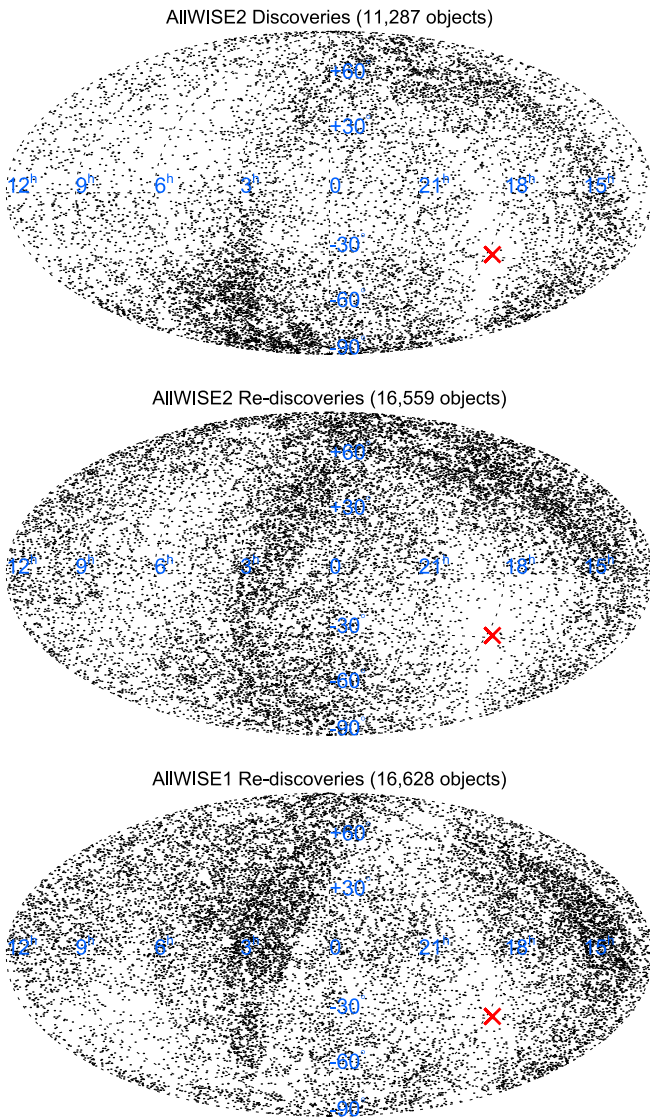 AllWISE2 Discoveries (11,287 objects)
+60°
+30°
12ʰ 9ʰ 6ʰ 3ʰ 0 21ʰ 18ʰ 15ʰ
-30°
-60°
-90°
AllWISE2 Re-discoveries (16,559 objects)
+60°
+30°
12ʰ 9ʰ 6ʰ 3ʰ 0 21ʰ 18ʰ 15ʰ
-30°
-60°
-90°
AllWISE1 Re-discoveries (16,628 objects)
+60°
+30°
12ʰ 9ʰ 6ʰ 3ʰ 0 21ʰ 18ʰ 15ʰ
-30°
-60°
-90°